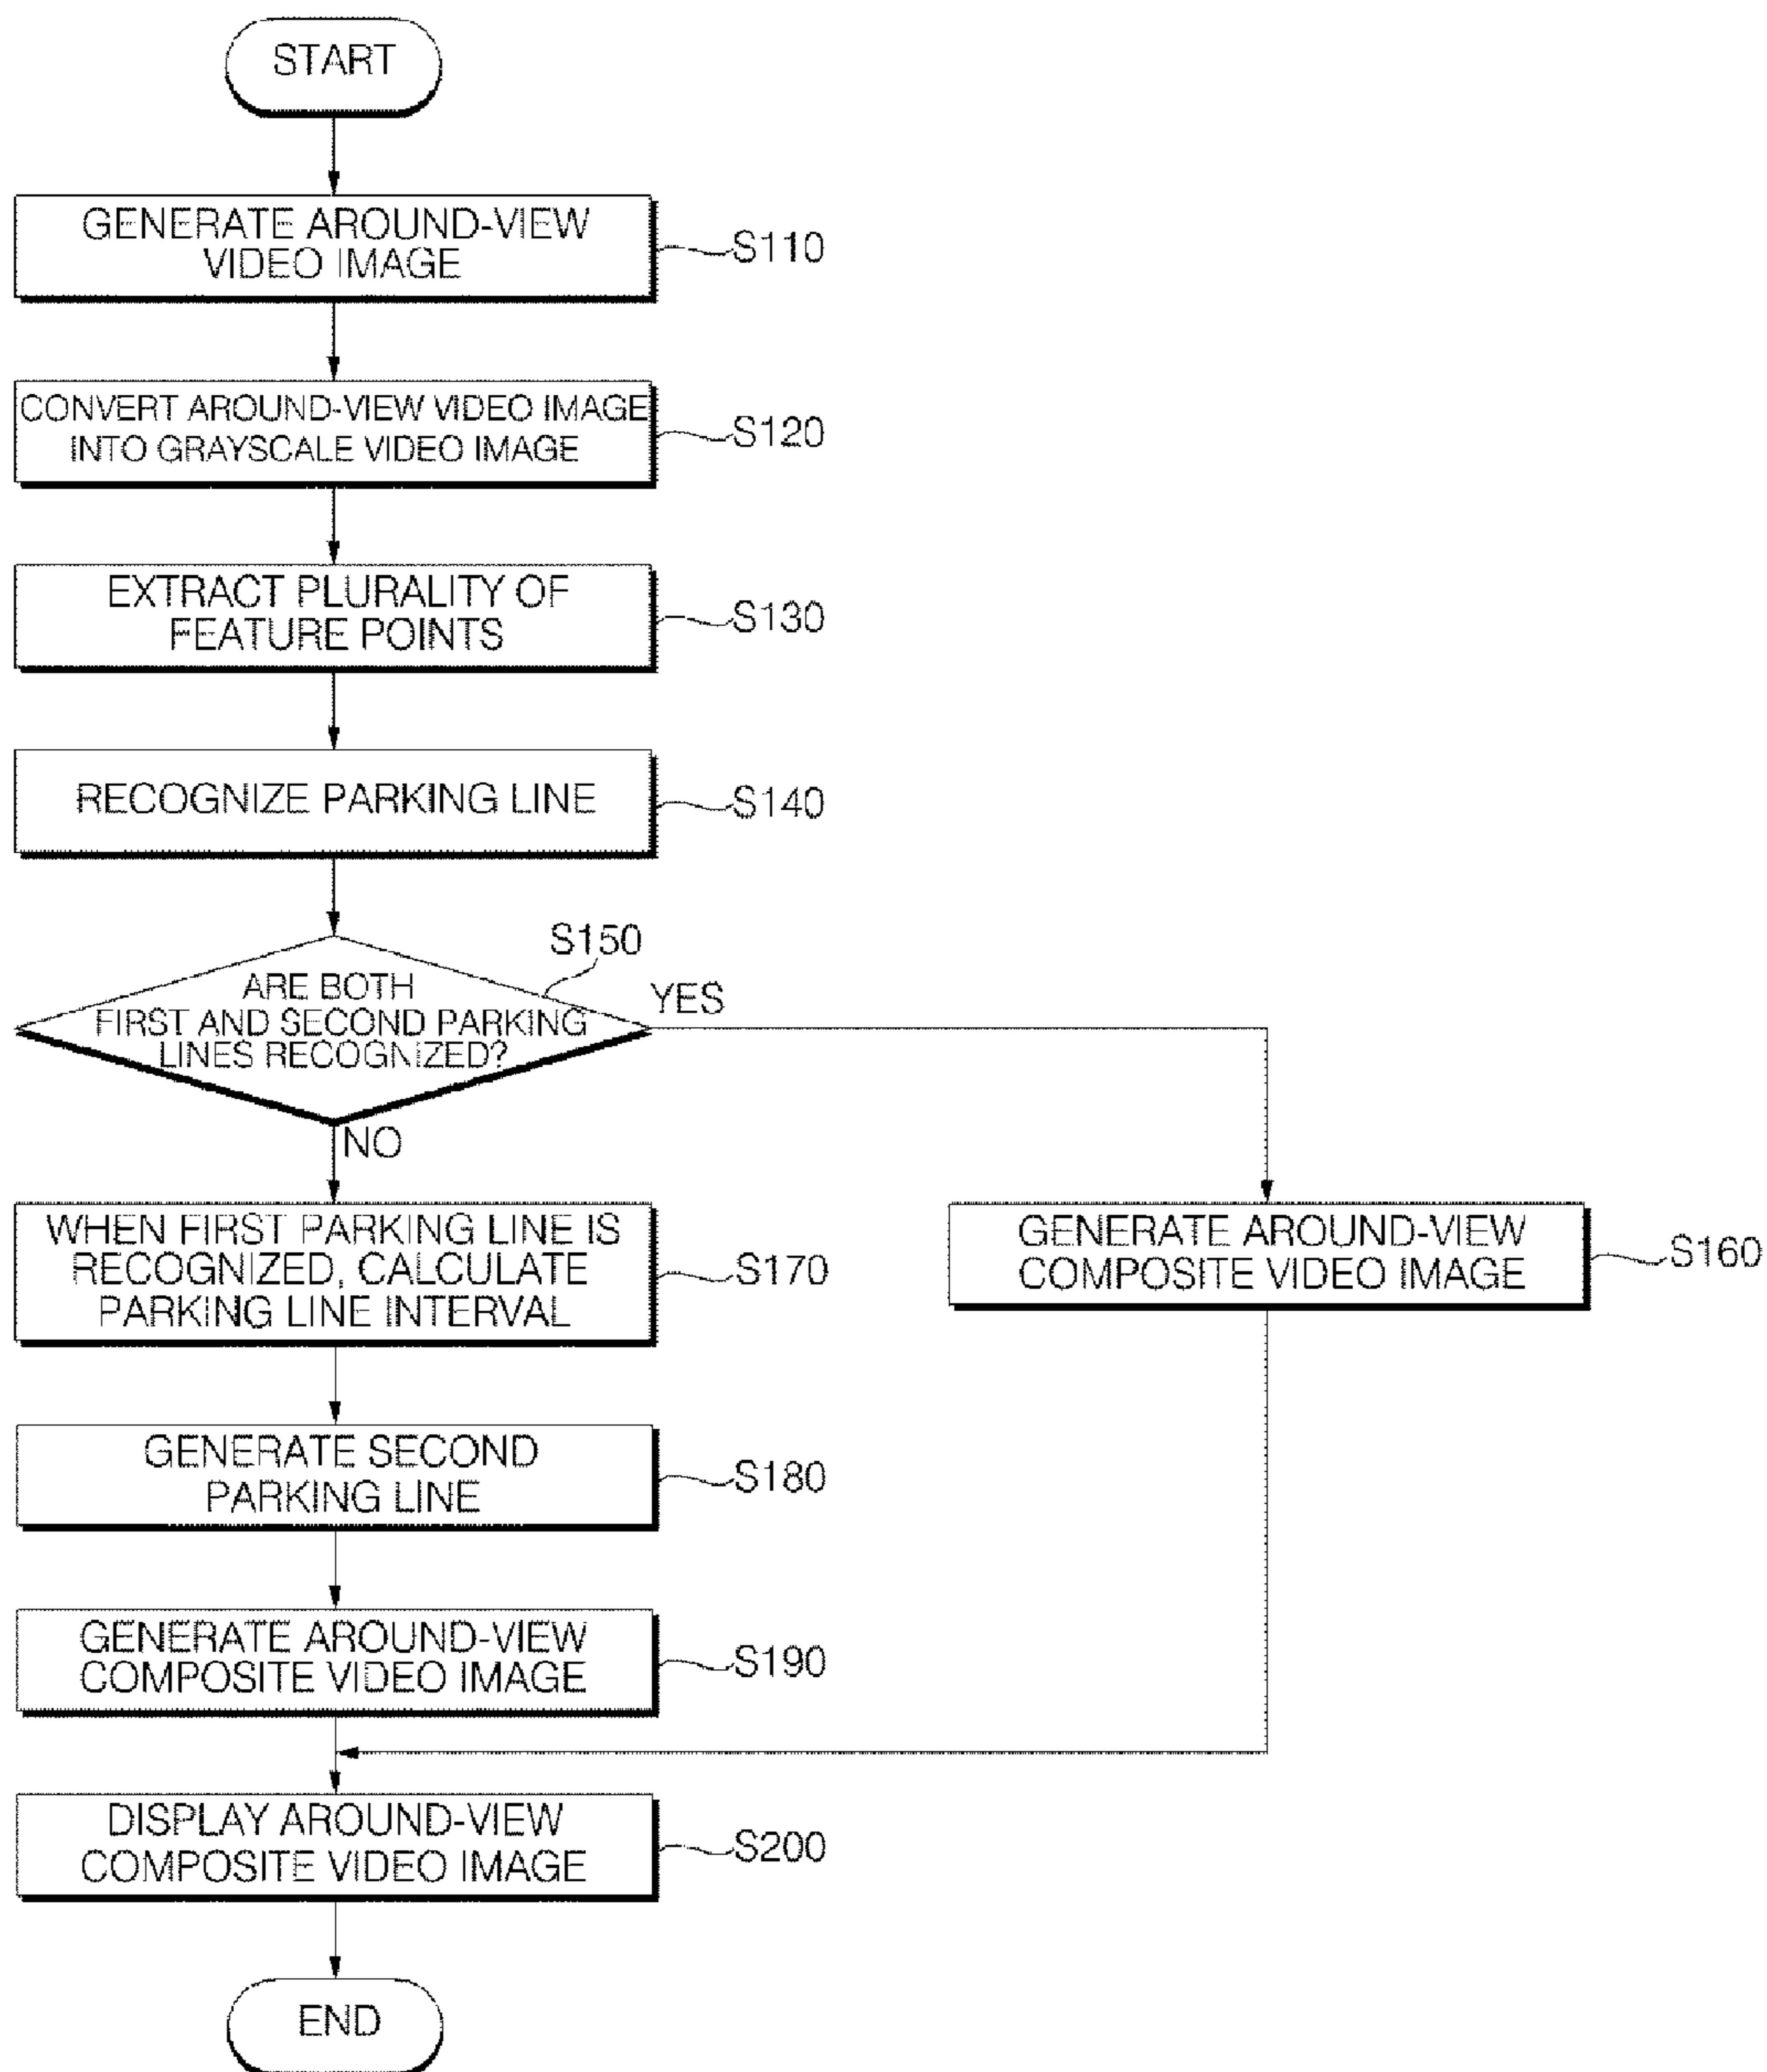 START
GENERATE AROUND-VIEW
VIDEO IMAGE
S110
CONVERT AROUND-VIEW VIDEO IMAGE
INTO GRAYSCALE VIDEO IMAGE
S120
EXTRACT PLURALITY OF
FEATURE POINTS
S130
RECOGNIZE PARKING LINE
S140
S150
ARE BOTH
FIRST AND SECOND PARKING
LINES RECOGNIZED?
YES
NO
WHEN FIRST PARKING LINE IS
RECOGNIZED, CALCULATE
PARKING LINE INTERVAL
S170
GENERATE AROUND-VIEW
COMPOSITE VIDEO IMAGE
S160
GENERATE SECOND
PARKING LINE
S180
GENERATE AROUND-VIEW
COMPOSITE VIDEO IMAGE
S190
DISPLAY AROUND-VIEW
COMPOSITE VIDEO IMAGE
S200
END